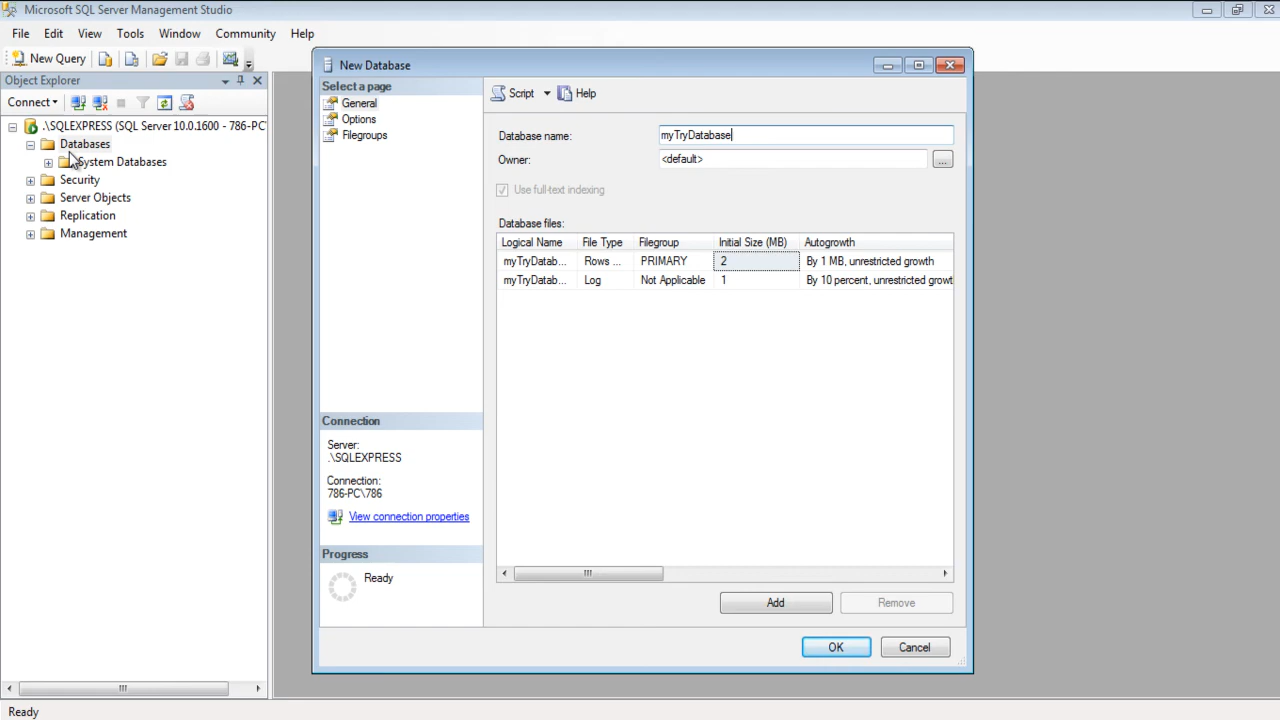 Microsoft SQL Server Management Studio
File Edit View Tools Window Community Help
New Query
Object Explorer
Connect
.\SQLEXPRESS (SQL Server 10.0.1600 - 786-PC
Databases
System Databases
Security
Server Objects
Replication
Management
New Database
Select a page
General
Options
Filegroups
Script Help
Database name: myTryDatabase
Owner: <default>
...
Use full-text indexing
Database files:
Logical Name File Type Filegroup Initial Size (MB) Autogrowth
myTryDatab... Rows ... PRIMARY 2 By 1 MB, unrestricted growth
myTryDatab... Log Not Applicable 1 By 10 percent, unrestricted growt
Connection
Server:
.\SQLEXPRESS
Connection:
786-PC\786
View connection properties
Progress
Ready
Add Remove
OK Cancel
Ready